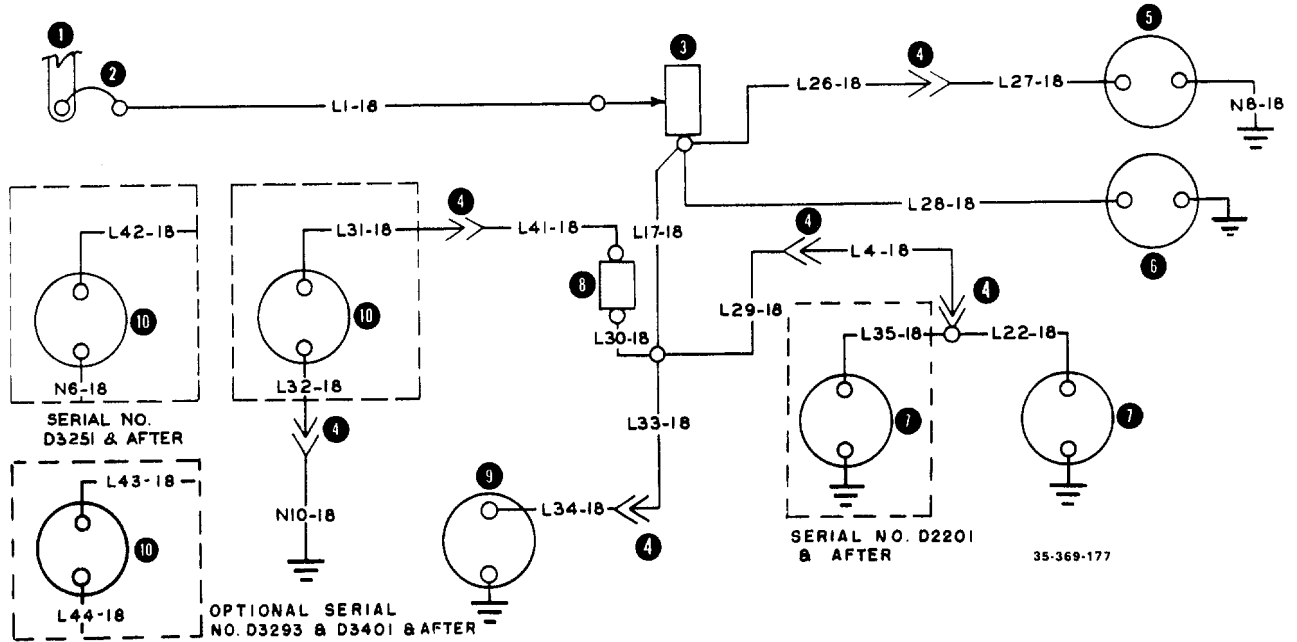 1
2
3
4
5
L1-18
L26-18
L27-18
N8-18
L42-18
L31-18
4
L41-18
L17-18
L28-18
4
L4-18
6
10
10
8
L29-18
4
L30-18
L35-18
L22-18
N6-18
L32-18
SERIAL NO.
D3251 & AFTER
4
L33-18
7
7
L43-18
9
N10-18
L34-18
4
10
SERIAL NO. D2201
& AFTER
35-369-177
L44-18
OPTIONAL SERIAL
NO. D3293 & D3401 & AFTER